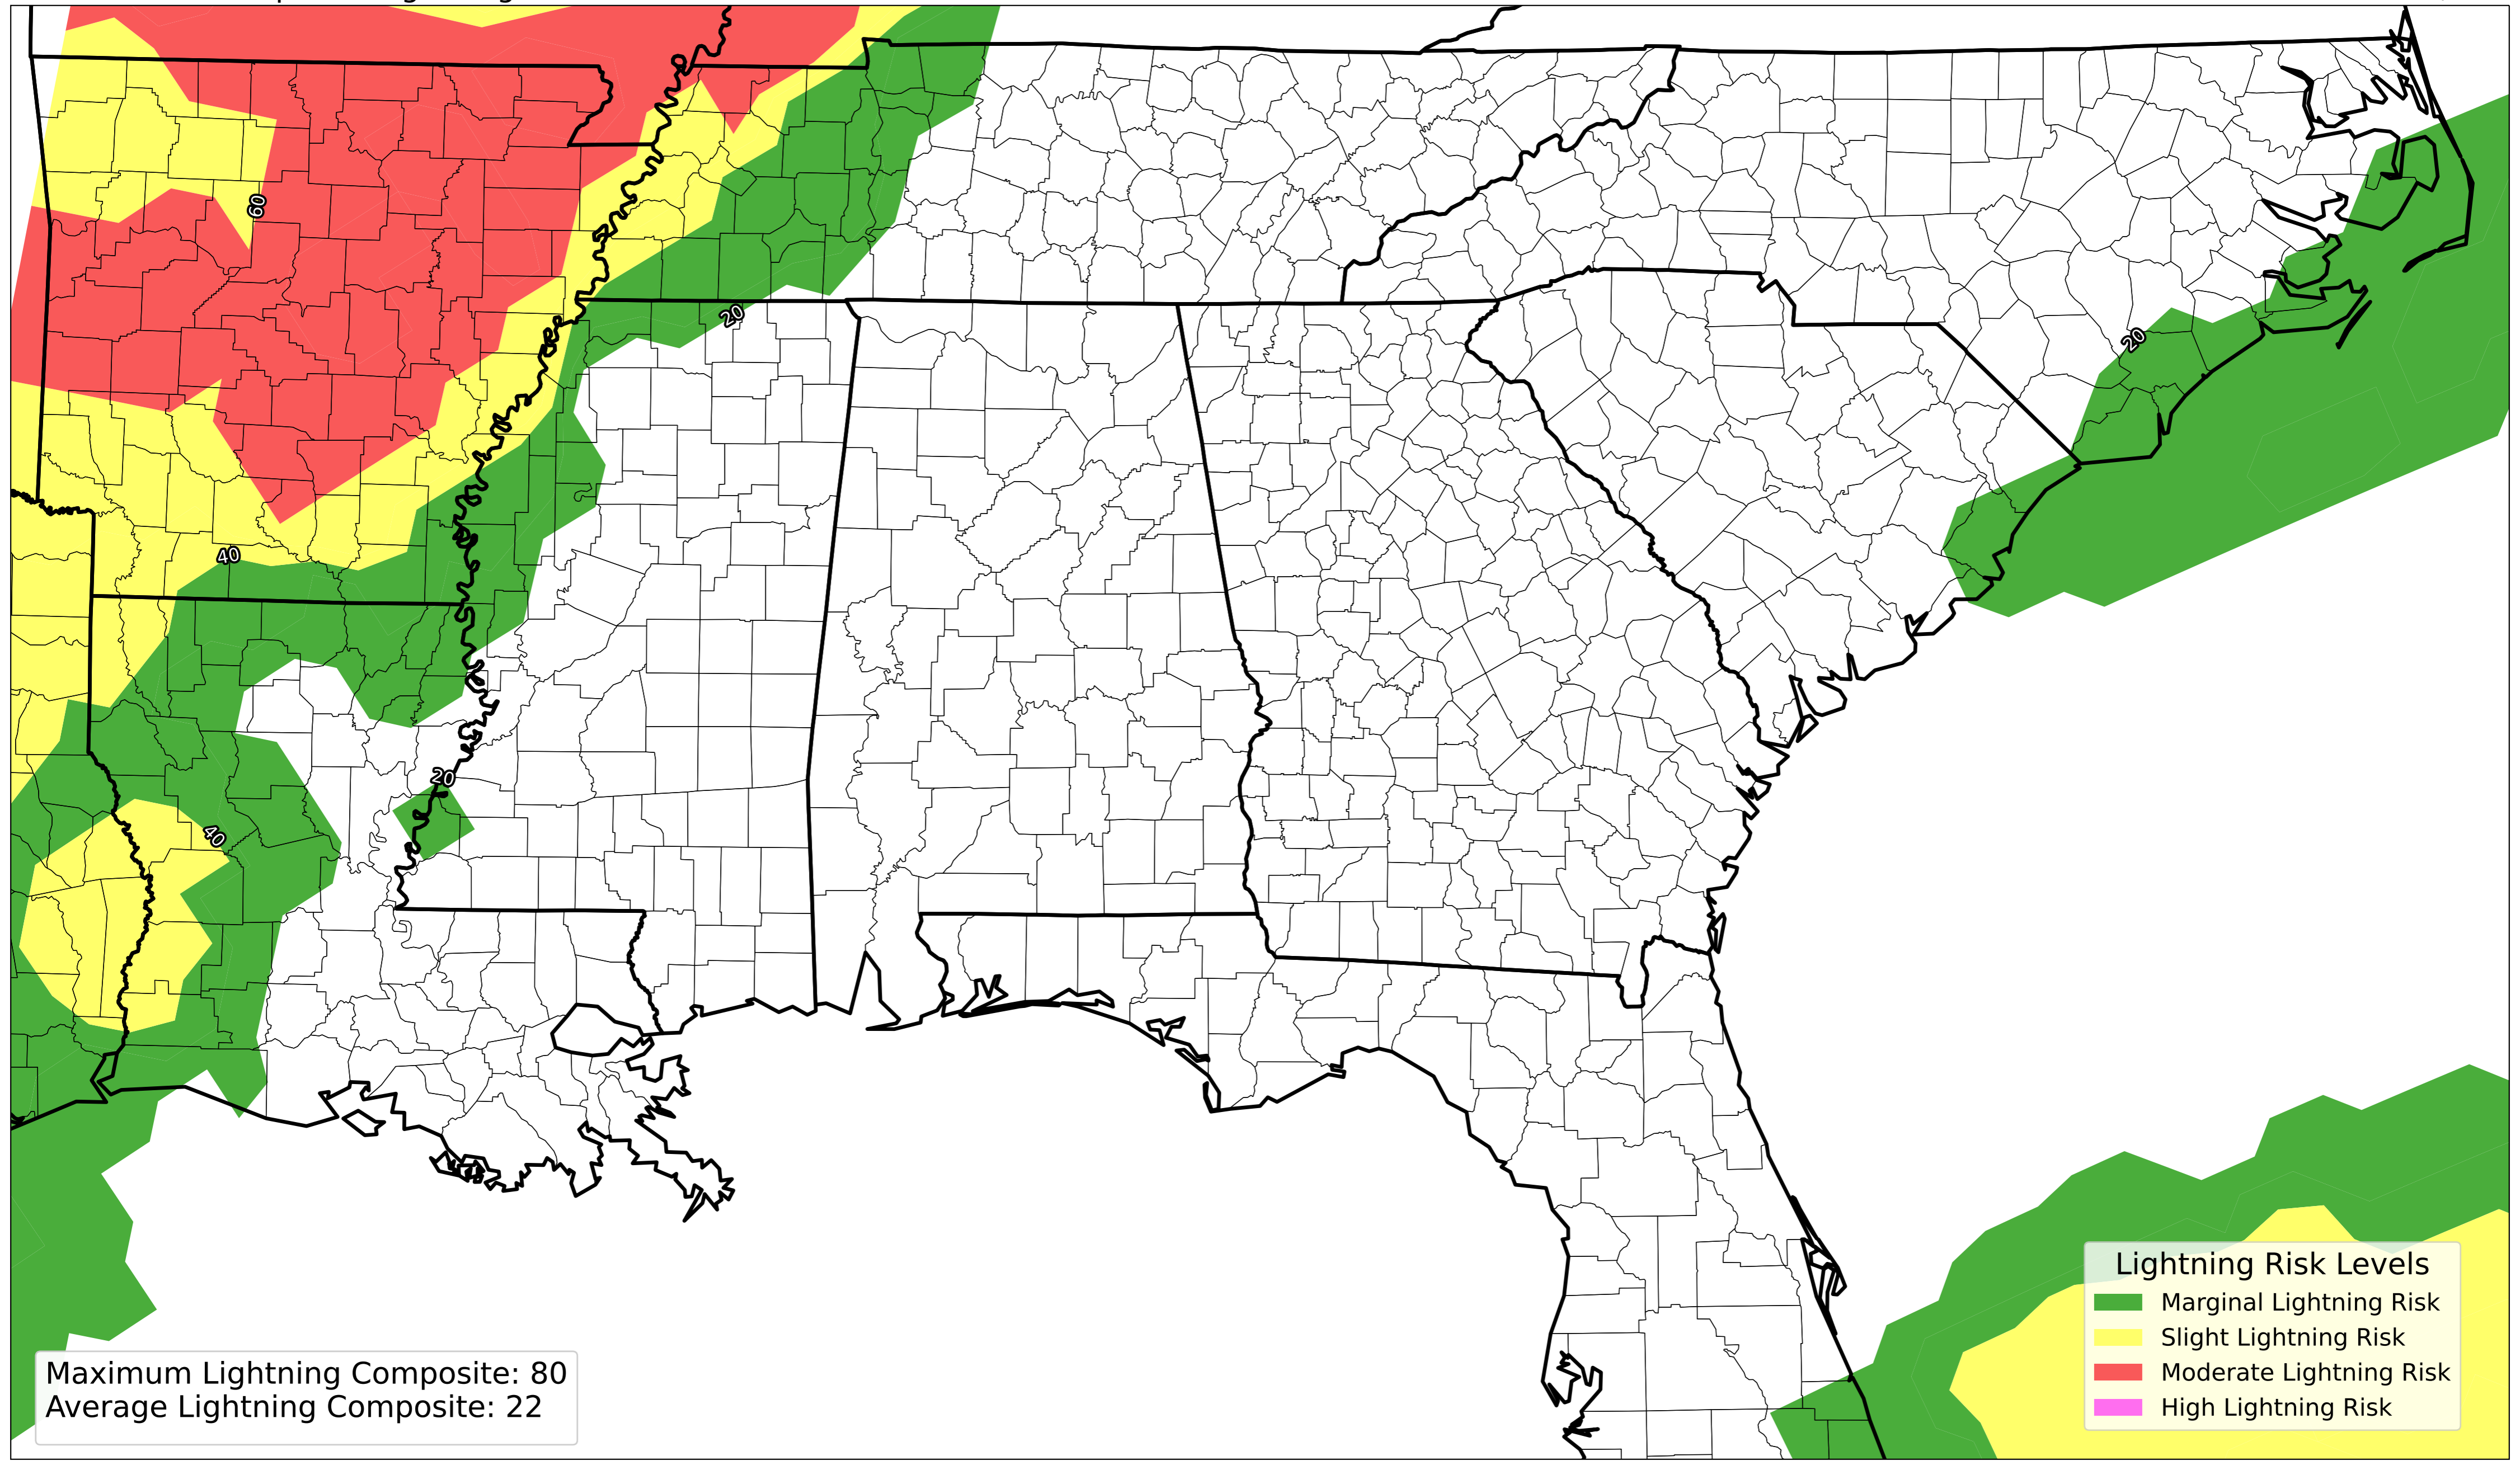 60
20
20
40
20
40
Lightning Risk Levels
Marginal Lightning Risk
Slight Lightning Risk
Moderate Lightning Risk
High Lightning Risk
Maximum Lightning Composite: 80
Average Lightning Composite: 22